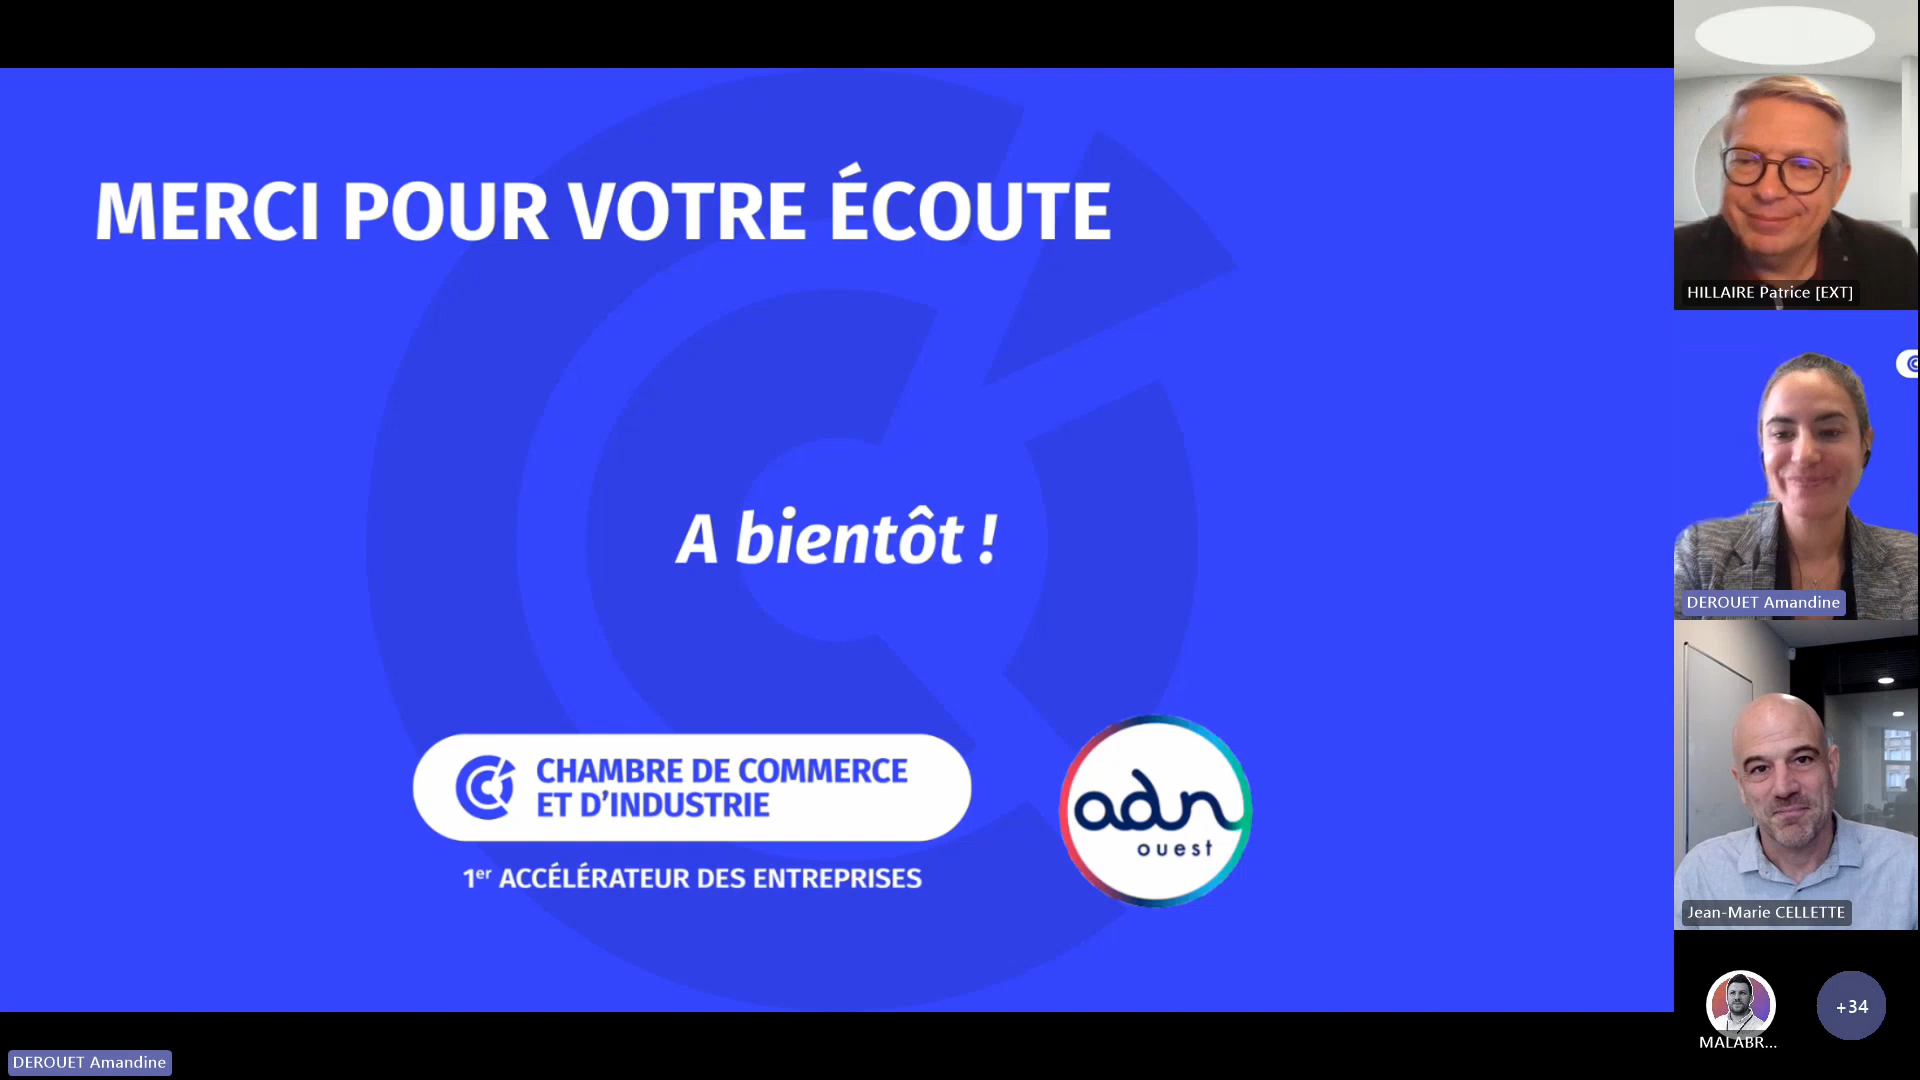 MERCI POUR VOTRE ÉCOUTE
A bientôt !
CHAMBRE DE COMMERCE
ET D'INDUSTRIE
1er ACCÉLÉRATEUR DES ENTREPRISES
adn
ouest
HILLAIRE Patrice [EXT]
DEROUET Amandine
Jean-Marie CELLETTE
MALABR...
+34
DEROUET Amandine